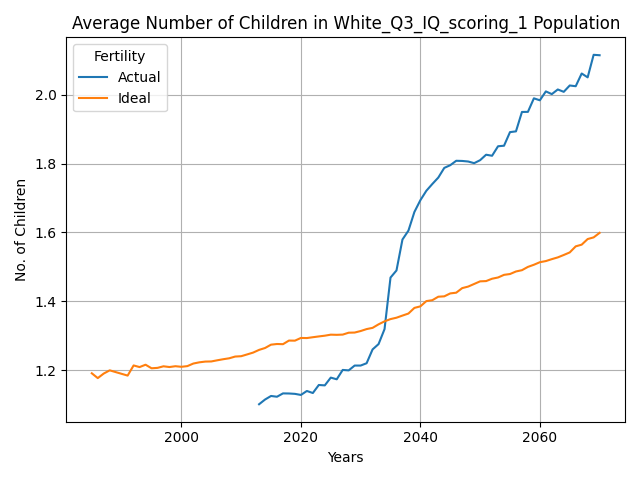 Average Number of Children in White_Q3_IQ_scoring_1 Population
Fertility
Actual
Ideal
No. of Children
2.0
1.8
1.6
1.4
1.2
2000
2020
2040
2060
Years